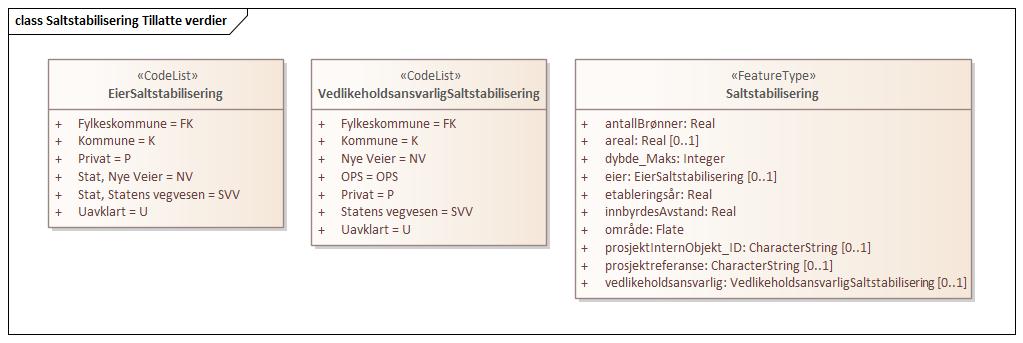 class Saltstabilisering Tillatte verdier
«CodeList»
EierSaltstabilisering
+ Fylkeskommune = FK
+ Kommune = K
+ Privat = P
+ Stat, Nye Veier = NV
+ Stat, Statens vegvesen = SVV
+ Uavklart = U
«CodeList»
VedlikeholdsansvarligSaltstabilisering
+ Fylkeskommune = FK
+ Kommune = K
+ Nye Veier = NV
+ OPS = OPS
+ Privat = P
+ Statens vegvesen = SVV
+ Uavklart = U
«FeatureType»
Saltstabilisering
+ antallBrønner: Real
+ areal: Real [0..1]
+ dybde_Maks: Integer
+ eier: EierSaltstabilisering [0..1]
+ etableringsår: Real
+ innbyrdesAvstand: Real
+ område: Flate
+ prosjektInternObjekt_ID: CharacterString [0..1]
+ prosjektreferanse: CharacterString [0..1]
+ vedlikeholdsansvarlig: VedlikeholdsansvarligSaltstabilisering [0..1]